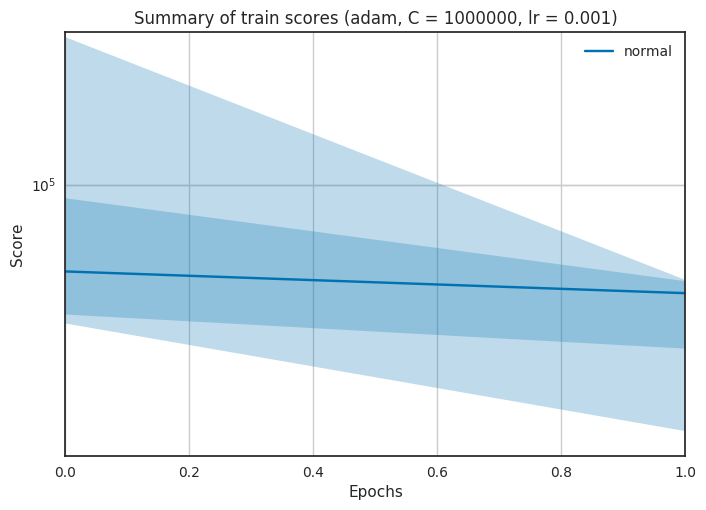 Summary of train scores (adam, C = 1000000, lr = 0.001)
normal
10^5
Score
0.0 0.2 0.4 0.6 0.8 1.0
Epochs